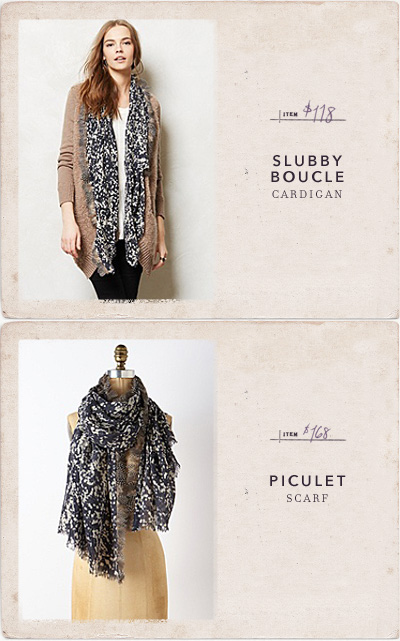 ITEM $118
SLUBBY
BOUCLE
CARDIGAN
ITEM $168
PICULET
SCARF